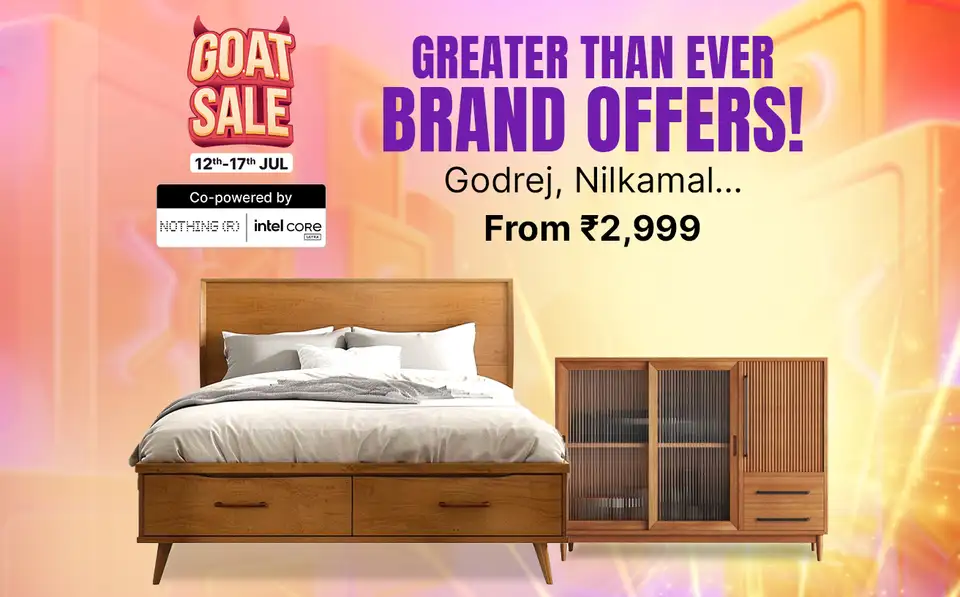 GOAT
SALE
12th-17th JUL
Co-powered by
NOTHING (R) | intel CORE
ULTRA
GREATER THAN EVER
BRAND OFFERS!
Godrej, Nilkamal...
From ₹2,999